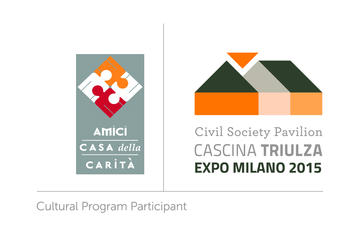 AMICI
CASA della
CARITÀ
Civil Society Pavilion
CASCINA TRIULZA
EXPO MILANO 2015
Cultural Program Participant